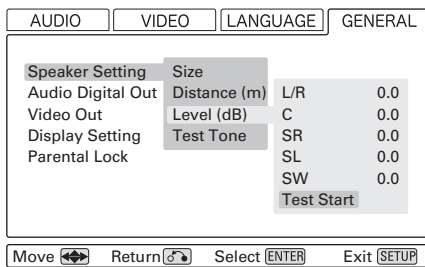 AUDIO VIDEO LANGUAGE GENERAL
Speaker Setting Size
Audio Digital Out Distance (m) L/R 0.0
Video Out Level (dB) C 0.0
Display Setting Test Tone SR 0.0
Parental Lock SL 0.0
SW 0.0
Test Start
Move Return Select ENTER Exit SETUP